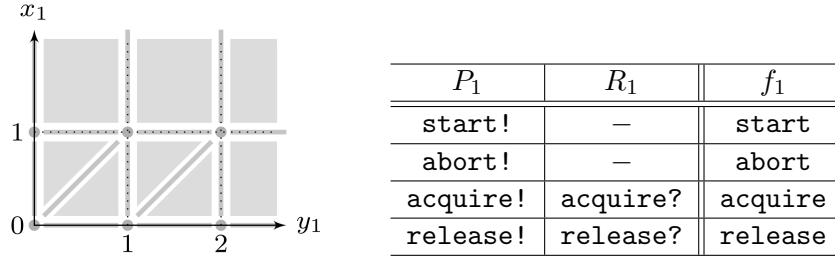 x₁
1
0
1 2
y₁
P₁ R₁ f₁
start! − start
abort! − abort
acquire! acquire? acquire
release! release? release